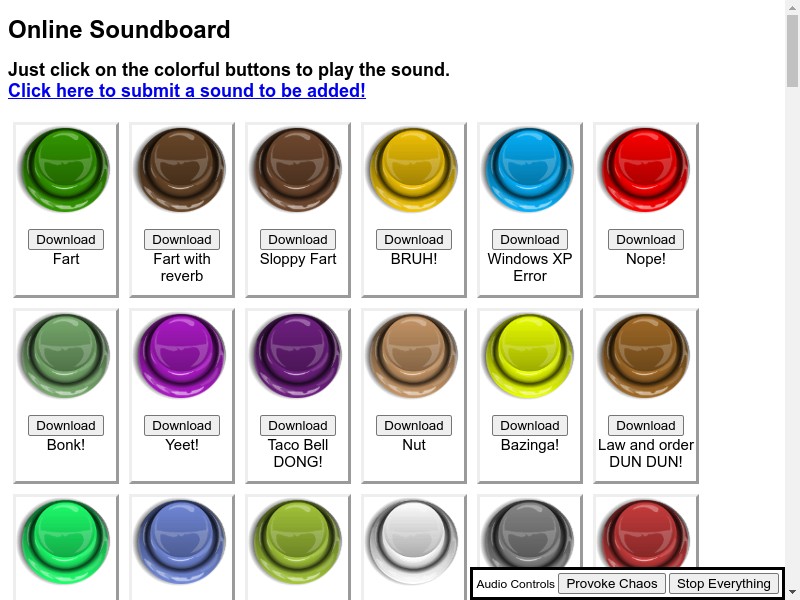 Online Soundboard
Just click on the colorful buttons to play the sound.
Click here to submit a sound to be added!
Download
Fart
Download
Fart with
reverb
Download
Sloppy Fart
Download
BRUH!
Download
Windows XP
Error
Download
Nope!
Download
Bonk!
Download
Yeet!
Download
Taco Bell
DONG!
Download
Nut
Download
Bazinga!
Download
Law and order
DUN DUN!
Audio Controls Provoke Chaos Stop Everything